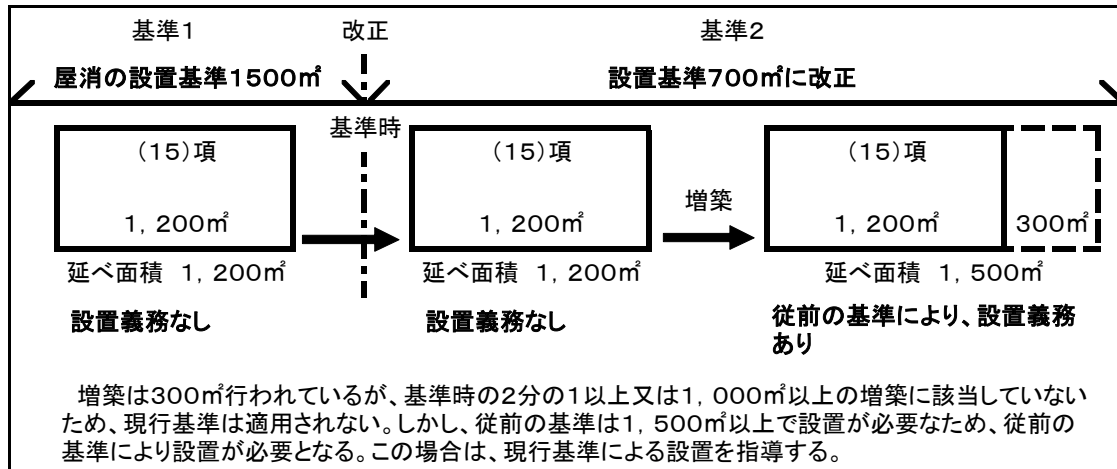 基準1 改正 基準2
屋消の設置基準1500㎡ 設置基準700㎡に改正
基準時
(15)項 (15)項 (15)項
増築
1,200㎡ 1,200㎡ 1,200㎡ 300㎡
延べ面積 1,200㎡ 延べ面積 1,200㎡ 延べ面積 1,500㎡
設置義務なし 設置義務なし 従前の基準により、設置義務
あり
増築は300㎡行われているが、基準時の2分の1以上又は1,000㎡以上の増築に該当していない
ため、現行基準は適用されない。しかし、従前の基準は1,500㎡以上で設置が必要なため、従前の
基準により設置が必要となる。この場合は、現行基準による設置を指導する。